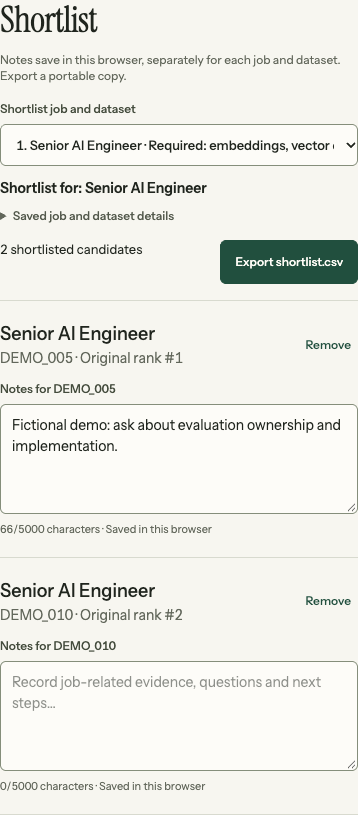 Shortlist
Notes save in this browser, separately for each job and dataset.
Export a portable copy.
Shortlist job and dataset
1. Senior AI Engineer · Required: embeddings, vector
Shortlist for: Senior AI Engineer
Saved job and dataset details
2 shortlisted candidates
Export shortlist.csv
Senior AI Engineer
DEMO_005 · Original rank #1
Remove
Notes for DEMO_005
Fictional demo: ask about evaluation ownership and
implementation.
66/5000 characters · Saved in this browser
Senior AI Engineer
DEMO_010 · Original rank #2
Remove
Notes for DEMO_010
Record job-related evidence, questions and next
steps...
0/5000 characters · Saved in this browser